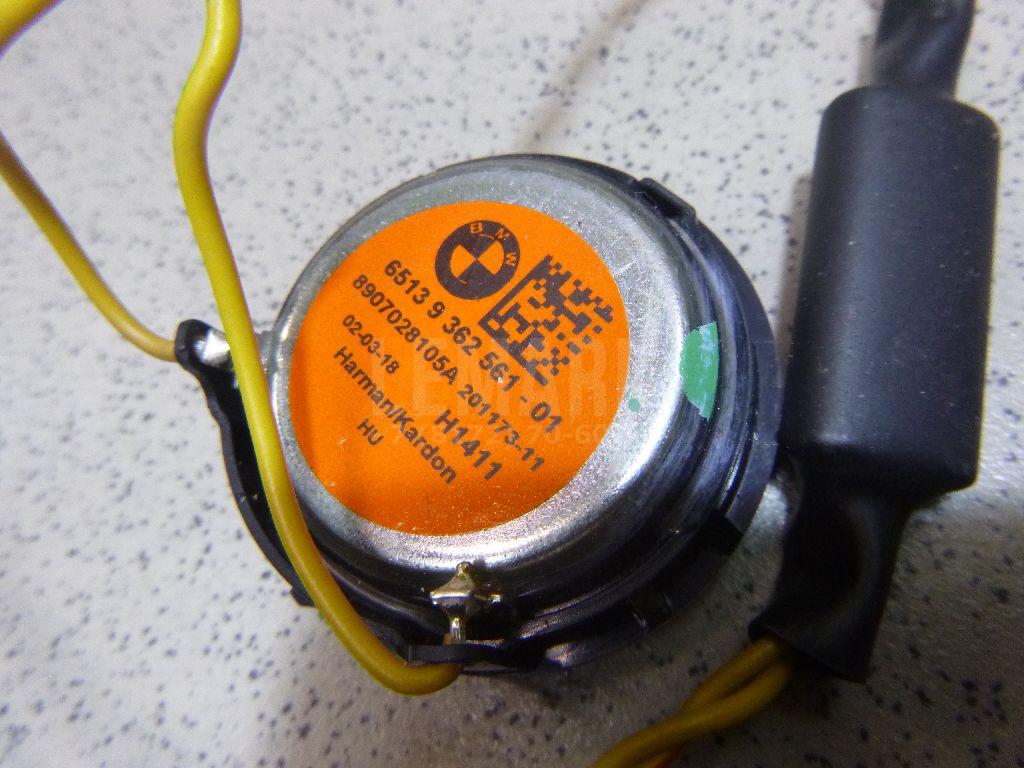 BMW
6513 9 362 561 - 01
8907028105A 201173-11
02-03-18 H1411
Harman/Kardon
HU